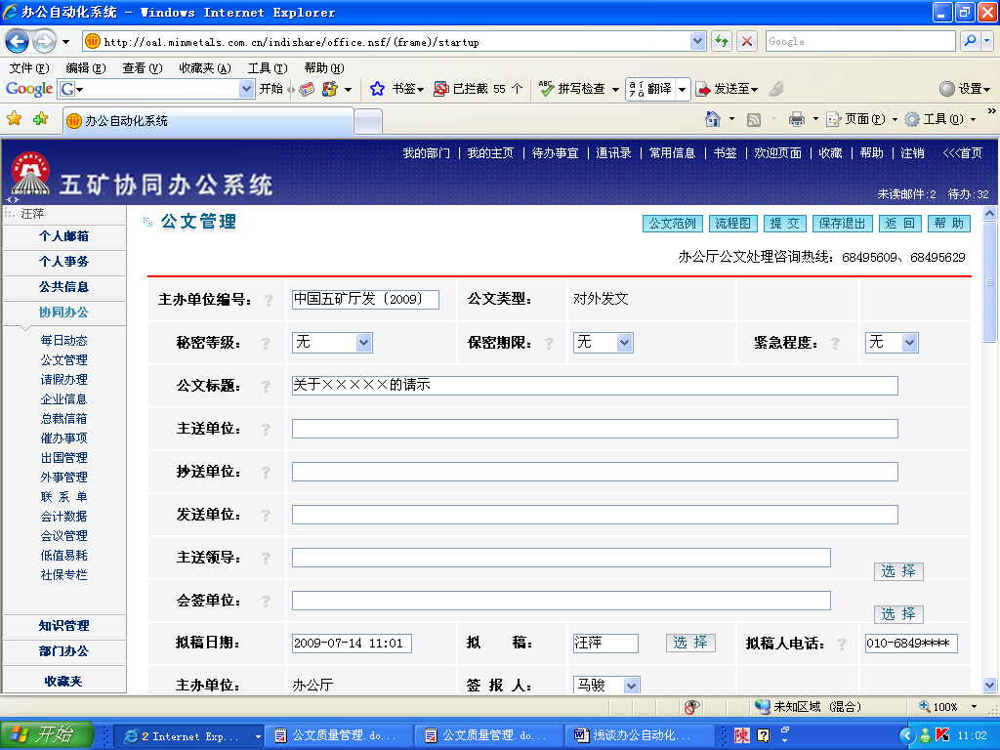 办公自动化系统 - Windows Internet Explorer
http://oa1.minmetals.com.cn/indishare/office.nsf/(frame)/startup
Google
文件(F) 编辑(E) 查看(V) 收藏夹(A) 工具(T) 帮助(H)
Google G 开始 书签 已拦截 55 个 拼写检查 翻译 发送至 设置
办公自动化系统 页面(P) 工具(O) »
我的部门 | 我的主页 | 待办事宜 | 通讯录 | 常用信息 | 书签 | 欢迎页面 | 收藏 | 帮助 | 注销 <<<首页
五矿协同办公系统
未读邮件:2 待办:32
汪萍
个人邮箱
个人事务
公共信息
协同办公
每日动态
公文管理
请假办理
企业信息
总裁信箱
催办事项
出国管理
外事管理
联 系 单
会计数据
会议管理
低值易耗
社保专栏
知识管理
部门办公
收藏夹
公文管理
公文范例 流程图 提 交 保存退出 返 回 帮 助
办公厅公文处理咨询热线：68495609、68495629
主办单位编号： ? 中国五矿厅发〔2009〕 公文类型： 对外发文
秘密等级： ? 无 保密期限： ? 无 紧急程度： ? 无
公文标题： ? 关于×××××的请示
主送单位： ?
抄送单位： ?
发送单位： ?
主送领导： ? 选 择
会签单位： ? 选 择
拟稿日期： 2009-07-14 11:01 拟 稿： 汪萍 选 择 拟稿人电话： ? 010-6849****
主办单位： 办公厅 签 报 人： 马骏
未知区域 (混合) 100%
开始 2 Internet Exp... 公文质量管理.do... 公文质量管理.do... 浅谈办公自动化.... 陳 ? 11:02